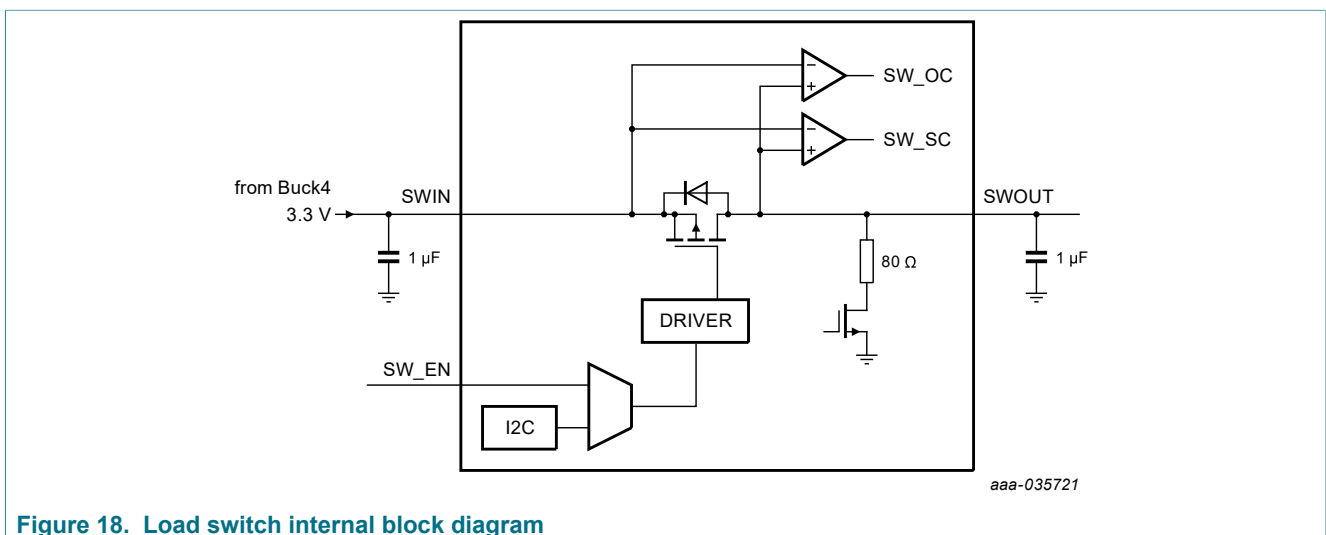 SW_OC
SW_SC
from Buck4
3.3 V
SWIN
SWOUT
1 µF
80 Ω
1 µF
DRIVER
SW_EN
I2C
aaa-035721
Figure 18. Load switch internal block diagram